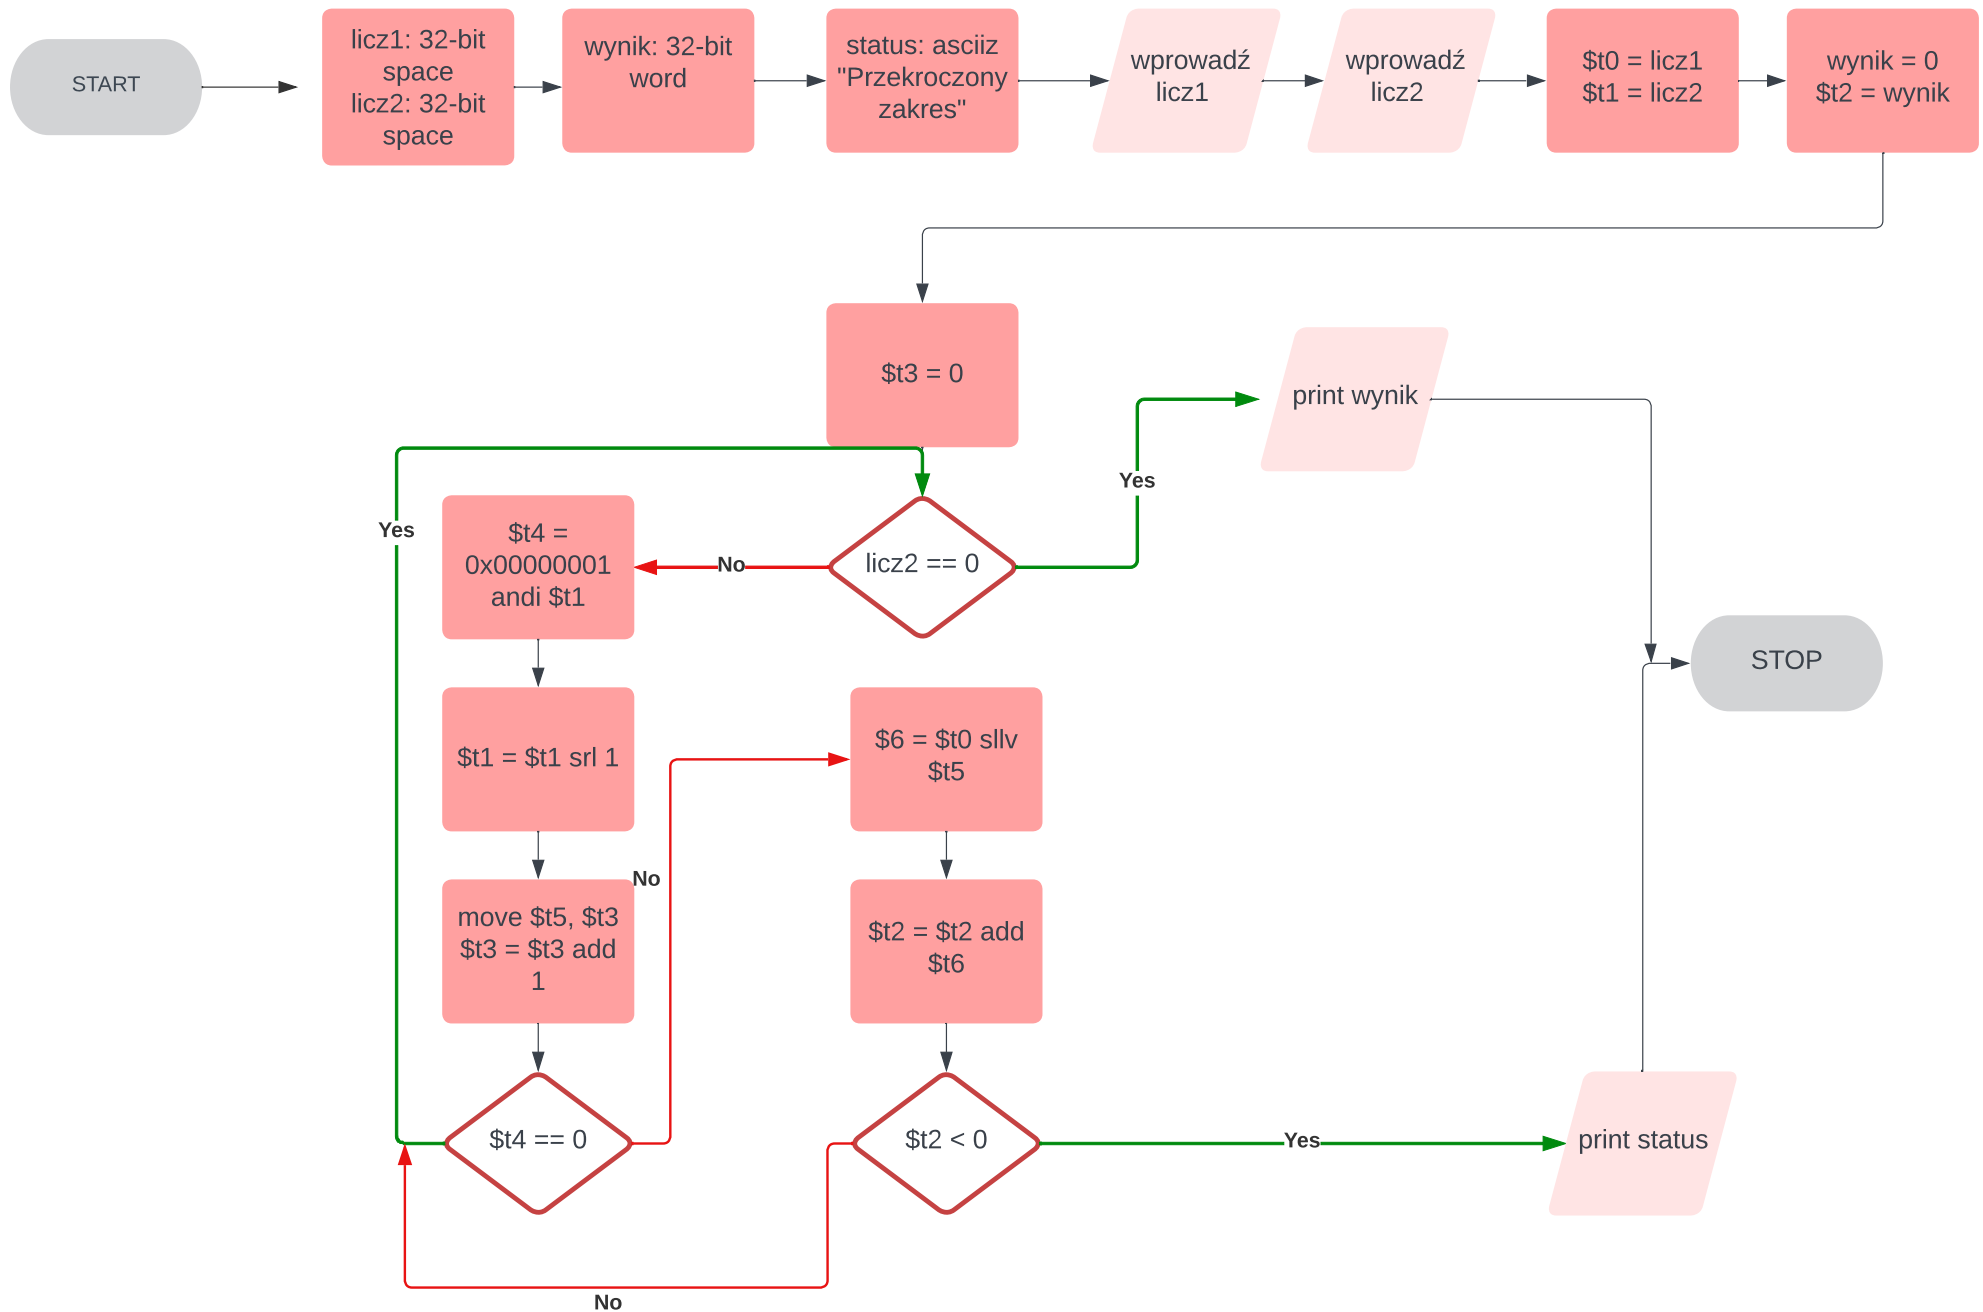 START
licz1: 32-bit
space
licz2: 32-bit
space
wynik: 32-bit
word
status: asciiz
"Przekroczony
zakres"
wprowadź
licz1
wprowadź
licz2
$t0 = licz1
$t1 = licz2
wynik = 0
$t2 = wynik
$t3 = 0
print wynik
Yes
Yes
$t4 =
0x00000001
andi $t1
No
licz2 == 0
STOP
$t1 = $t1 srl 1
$6 = $t0 sllv
$t5
No
move $t5, $t3
$t3 = $t3 add
1
$t2 = $t2 add
$t6
$t4 == 0
$t2 < 0
Yes
print status
No